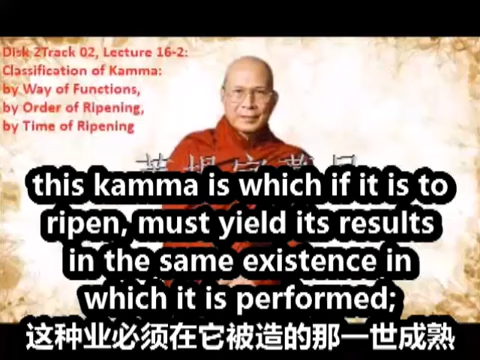 Disk 2Track 02, Lecture 16-2:
Classification of Kamma:
by Way of Functions,
by Order of Ripening,
by Time of Ripening
this kamma is which if it is to
ripen, must yield its results
in the same existence in
which it is performed;
这种业必须在它被造的那一世成熟